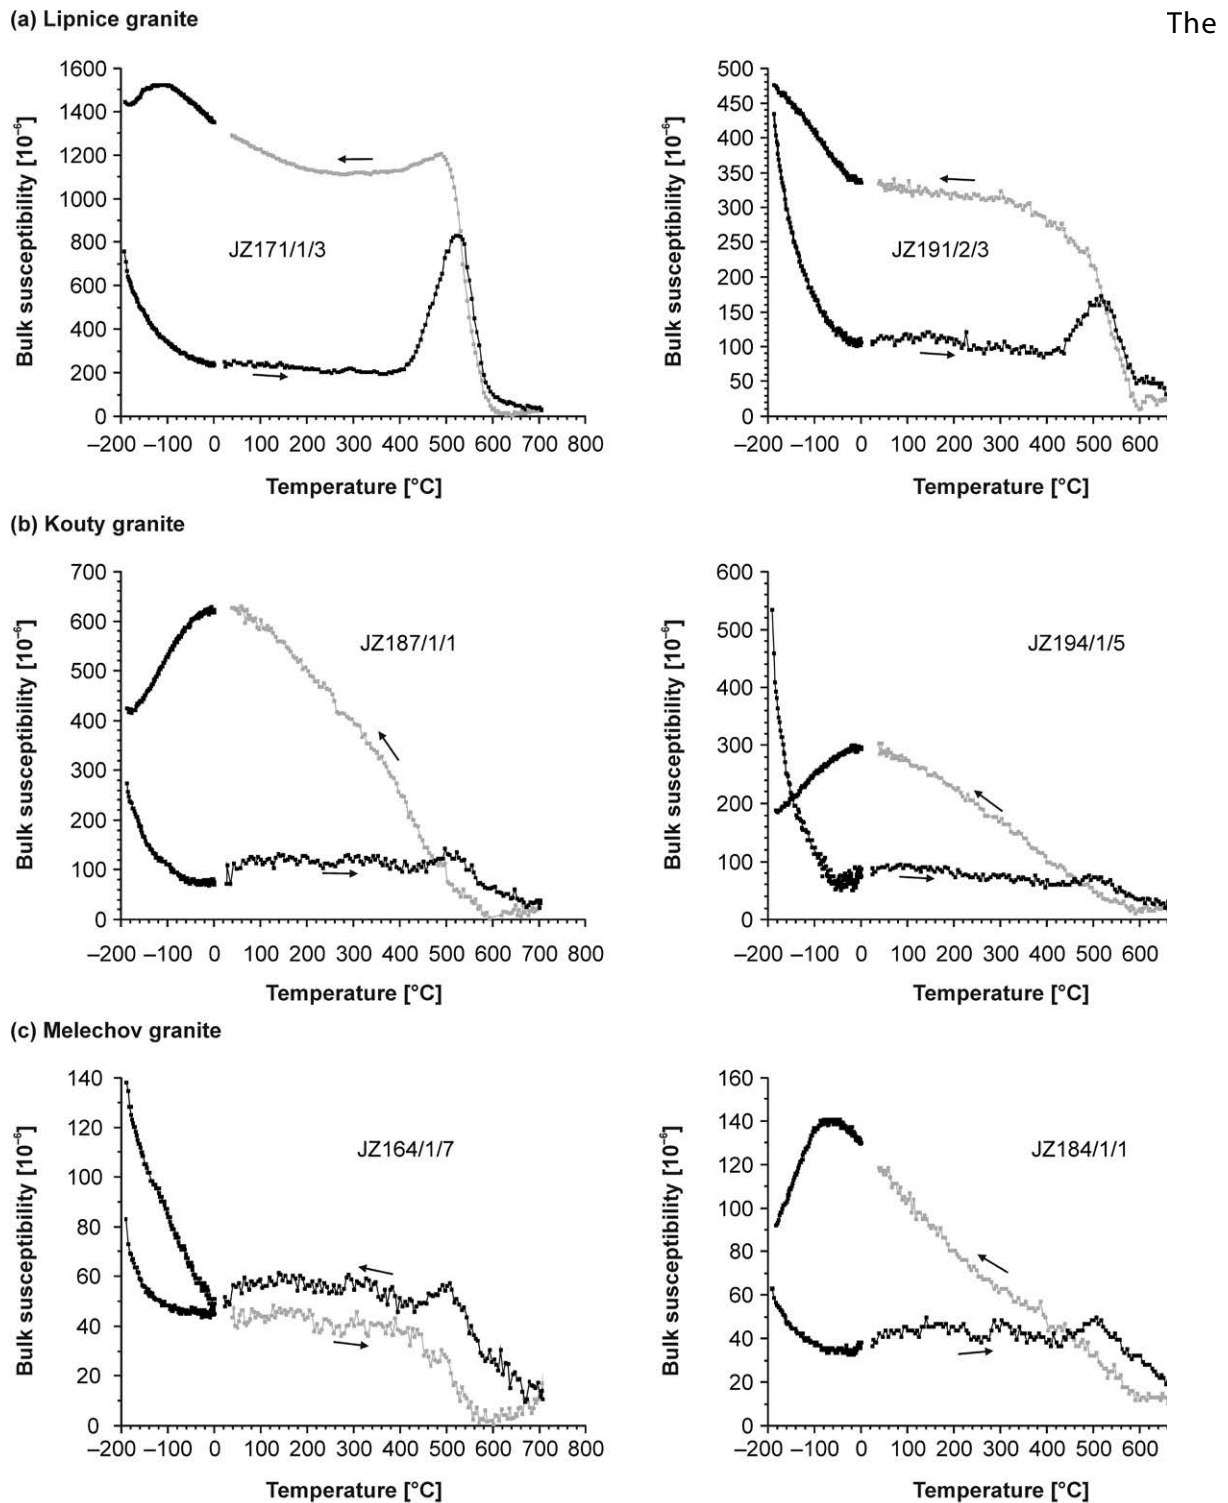 (a) Lipnice granite
The
1600
1400
1200
1000
800
600
400
200
0
Bulk susceptibility [10⁻⁶]
JZ171/1/3
–200 –100 0 100 200 300 400 500 600 700 800
Temperature [°C]
500
450
400
350
300
250
200
150
100
50
0
Bulk susceptibility [10⁻⁶]
JZ191/2/3
–200 –100 0 100 200 300 400 500 600
Temperature [°C]
(b) Kouty granite
700
600
500
400
300
200
100
0
Bulk susceptibility [10⁻⁶]
JZ187/1/1
–200 –100 0 100 200 300 400 500 600 700 800
Temperature [°C]
600
500
400
300
200
100
0
Bulk susceptibility [10⁻⁶]
JZ194/1/5
–200 –100 0 100 200 300 400 500 600
Temperature [°C]
(c) Melechov granite
140
120
100
80
60
40
20
0
Bulk susceptibility [10⁻⁶]
JZ164/1/7
–200 –100 0 100 200 300 400 500 600 700 800
Temperature [°C]
160
140
120
100
80
60
40
20
0
Bulk susceptibility [10⁻⁶]
JZ184/1/1
–200 –100 0 100 200 300 400 500 600
Temperature [°C]